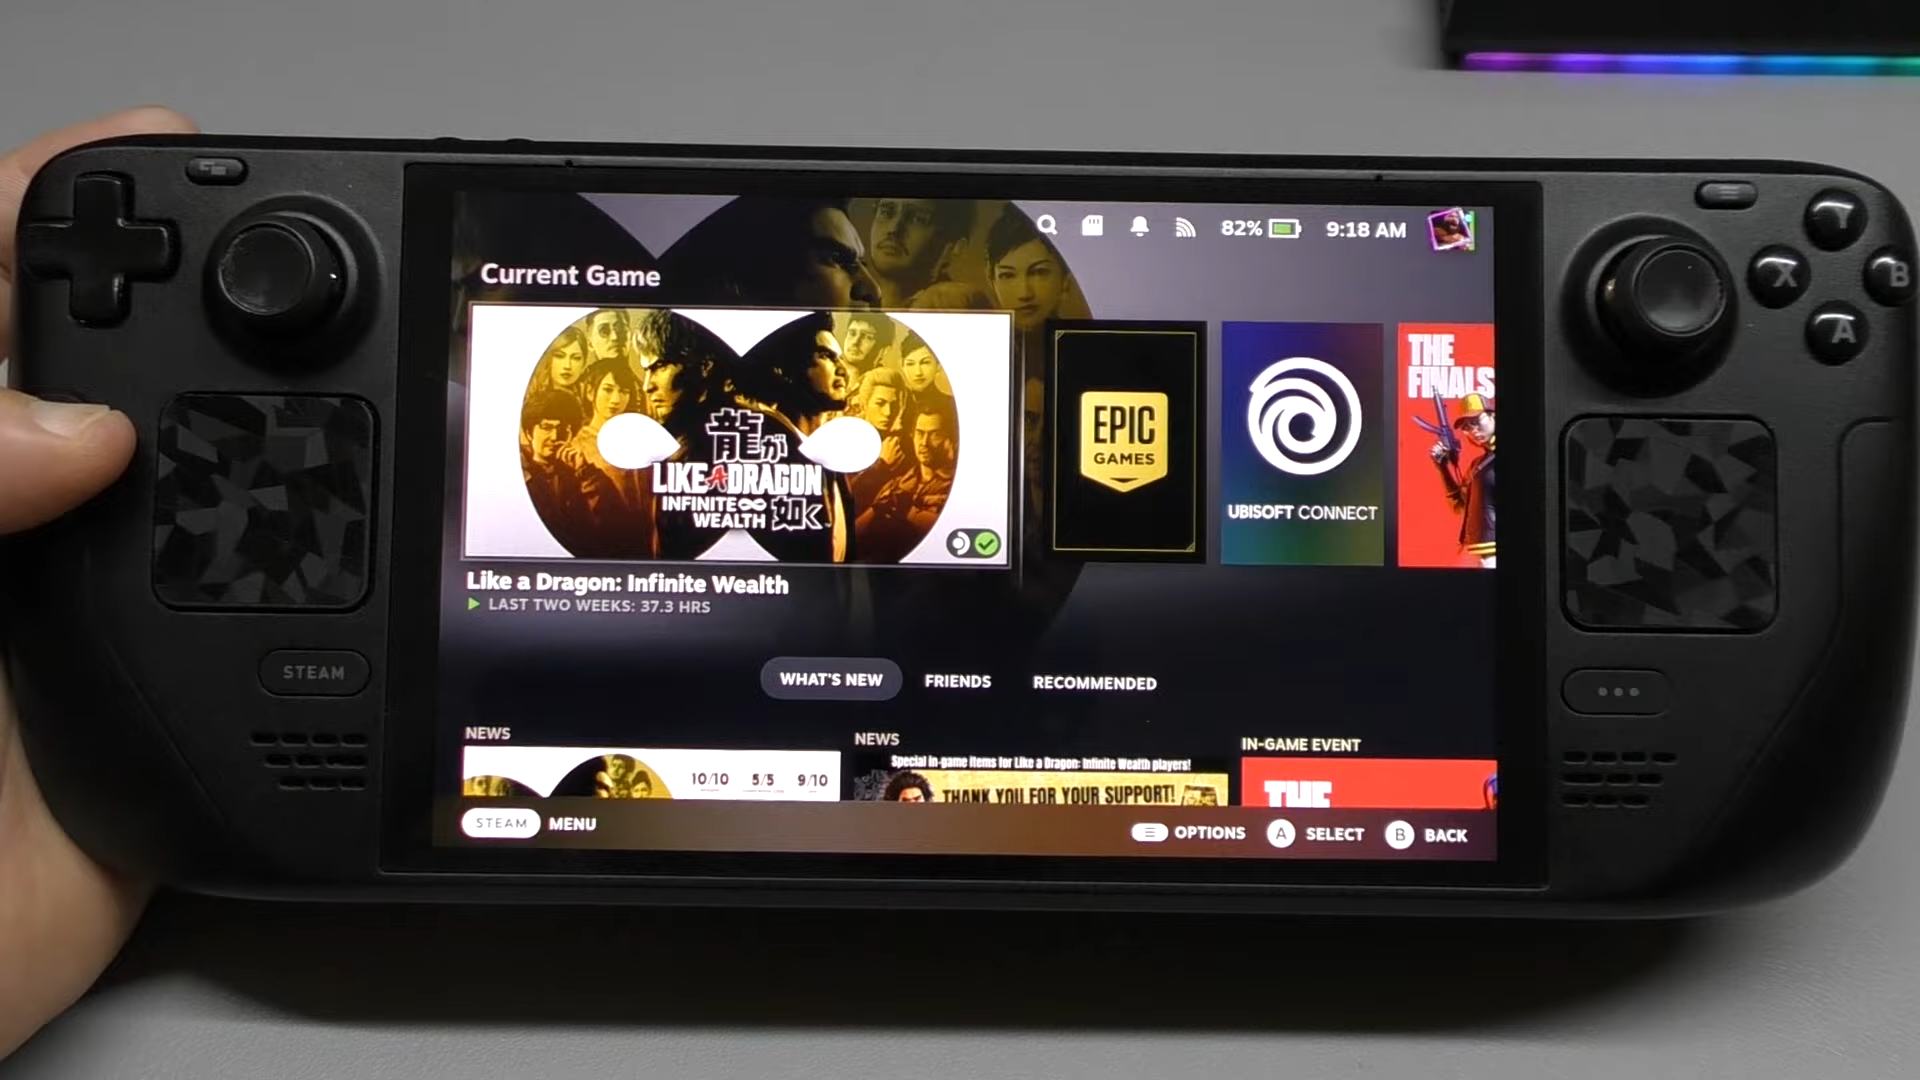 82% 9:18 AM
Current Game
龍が
LIKE A DRAGON
INFINITE
WEALTH 如く
EPIC
GAMES
UBISOFT CONNECT
THE
FINALS
Like a Dragon: Infinite Wealth
LAST TWO WEEKS: 37.3 HRS
WHAT'S NEW FRIENDS RECOMMENDED
NEWS
NEWS
IN-GAME EVENT
10/10 5/5 9/10
Special in-game items for Like a Dragon: Infinite Wealth players!
THANK YOU FOR YOUR SUPPORT!
THE
STEAM MENU
OPTIONS A SELECT B BACK
STEAM
Y
X
B
A